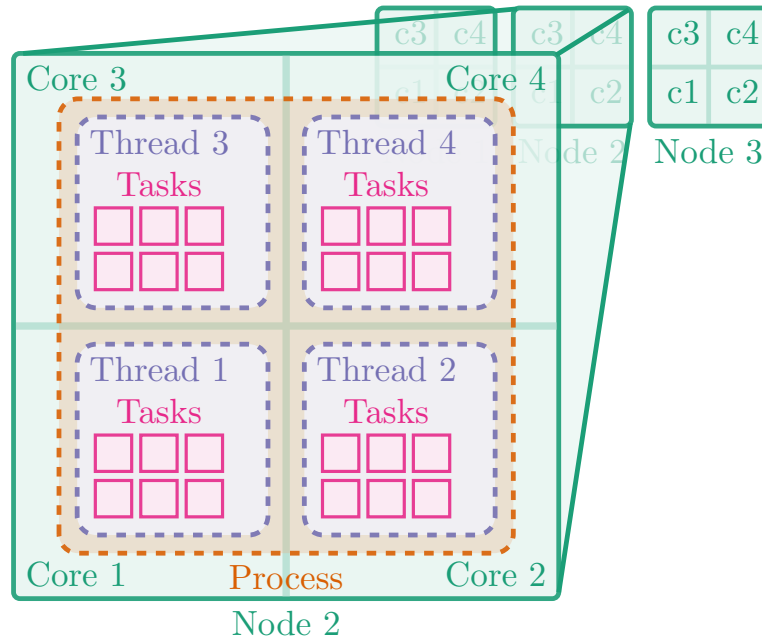 c3 c4 c3 c4 c3 c4
Core 3 Core 4
c1 c1 c2 c1 c2
Thread 3 Thread 4 Node 2 Node 3
Tasks Tasks
Thread 1 Thread 2
Tasks Tasks
Core 1 Process Core 2
Node 2